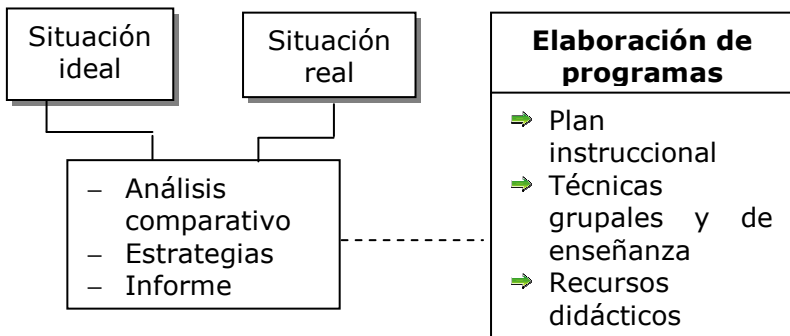 Situación
ideal
Situación
real
– Análisis
comparativo
– Estrategias
– Informe
Elaboración de
programas
Plan
instruccional
Técnicas
grupales y de
enseñanza
Recursos
didácticos